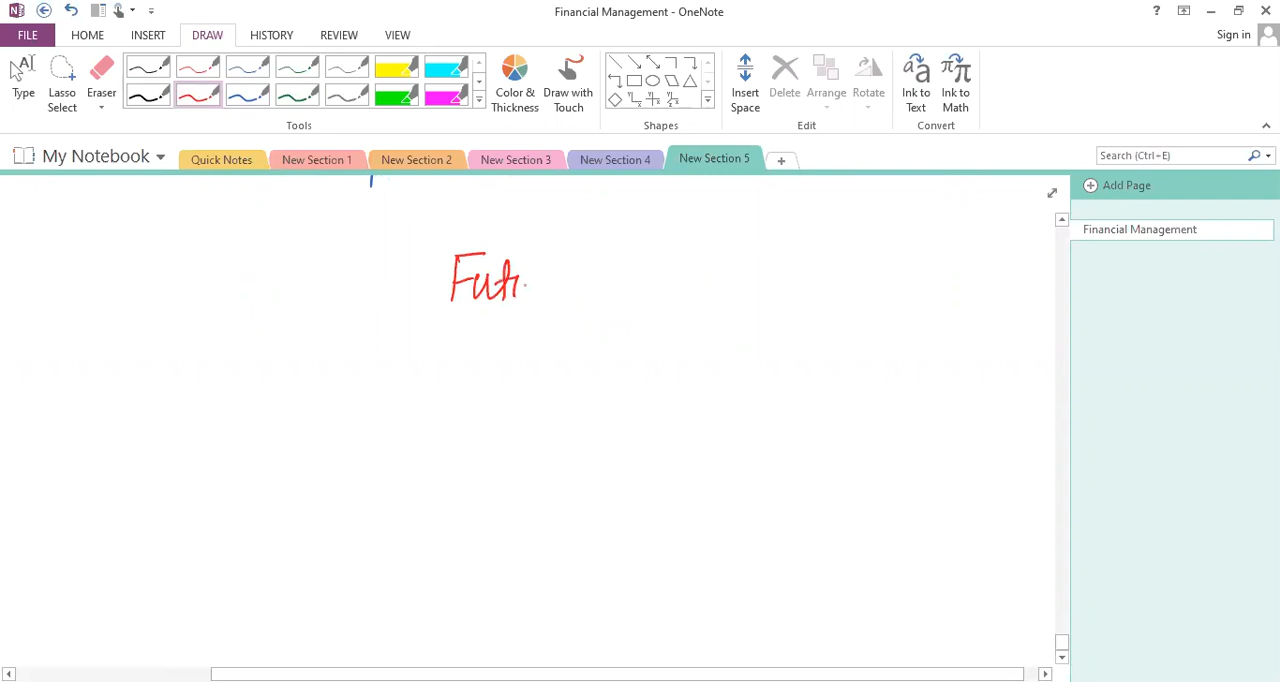 Financial Management - OneNote
? Sign in
FILE HOME INSERT DRAW HISTORY REVIEW VIEW
Type Lasso Select Eraser Color & Thickness Draw with Touch Insert Space Delete Arrange Rotate Ink to Text Ink to Math
Tools Shapes Edit Convert
My Notebook Quick Notes New Section 1 New Section 2 New Section 3 New Section 4 New Section 5 Search (Ctrl+E)
Add Page
Financial Management
Futr